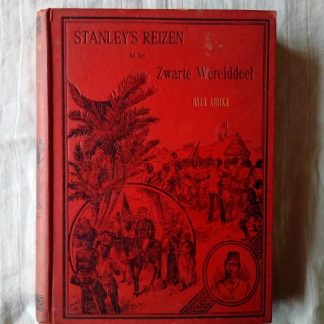 STANLEY'S REIZEN
in het
Zwarte Werelddeel